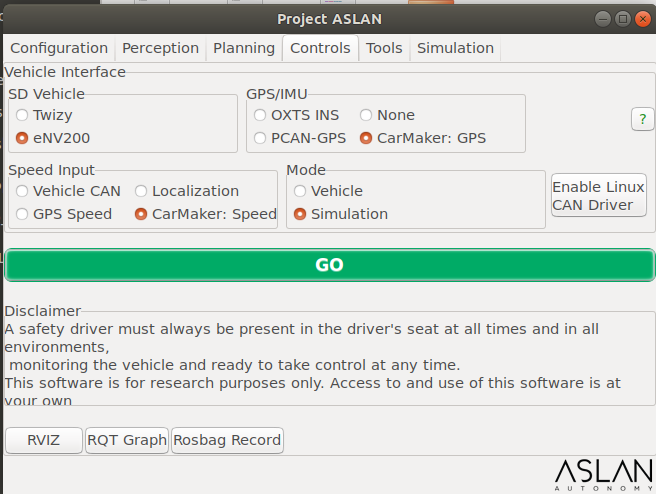 Project ASLAN
Configuration Perception Planning Controls Tools Simulation
Vehicle Interface
SD Vehicle
Twizy
eNV200
GPS/IMU
OXTS INS None
PCAN-GPS CarMaker: GPS
?
Speed Input
Vehicle CAN Localization
GPS Speed CarMaker: Speed
Mode
Vehicle
Simulation
Enable Linux
CAN Driver
GO
Disclaimer
A safety driver must always be present in the driver's seat at all times and in all
environments,
monitoring the vehicle and ready to take control at any time.
This software is for research purposes only. Access to and use of this software is at
your own
RVIZ RQT Graph Rosbag Record
ASLAN
AUTONOMY